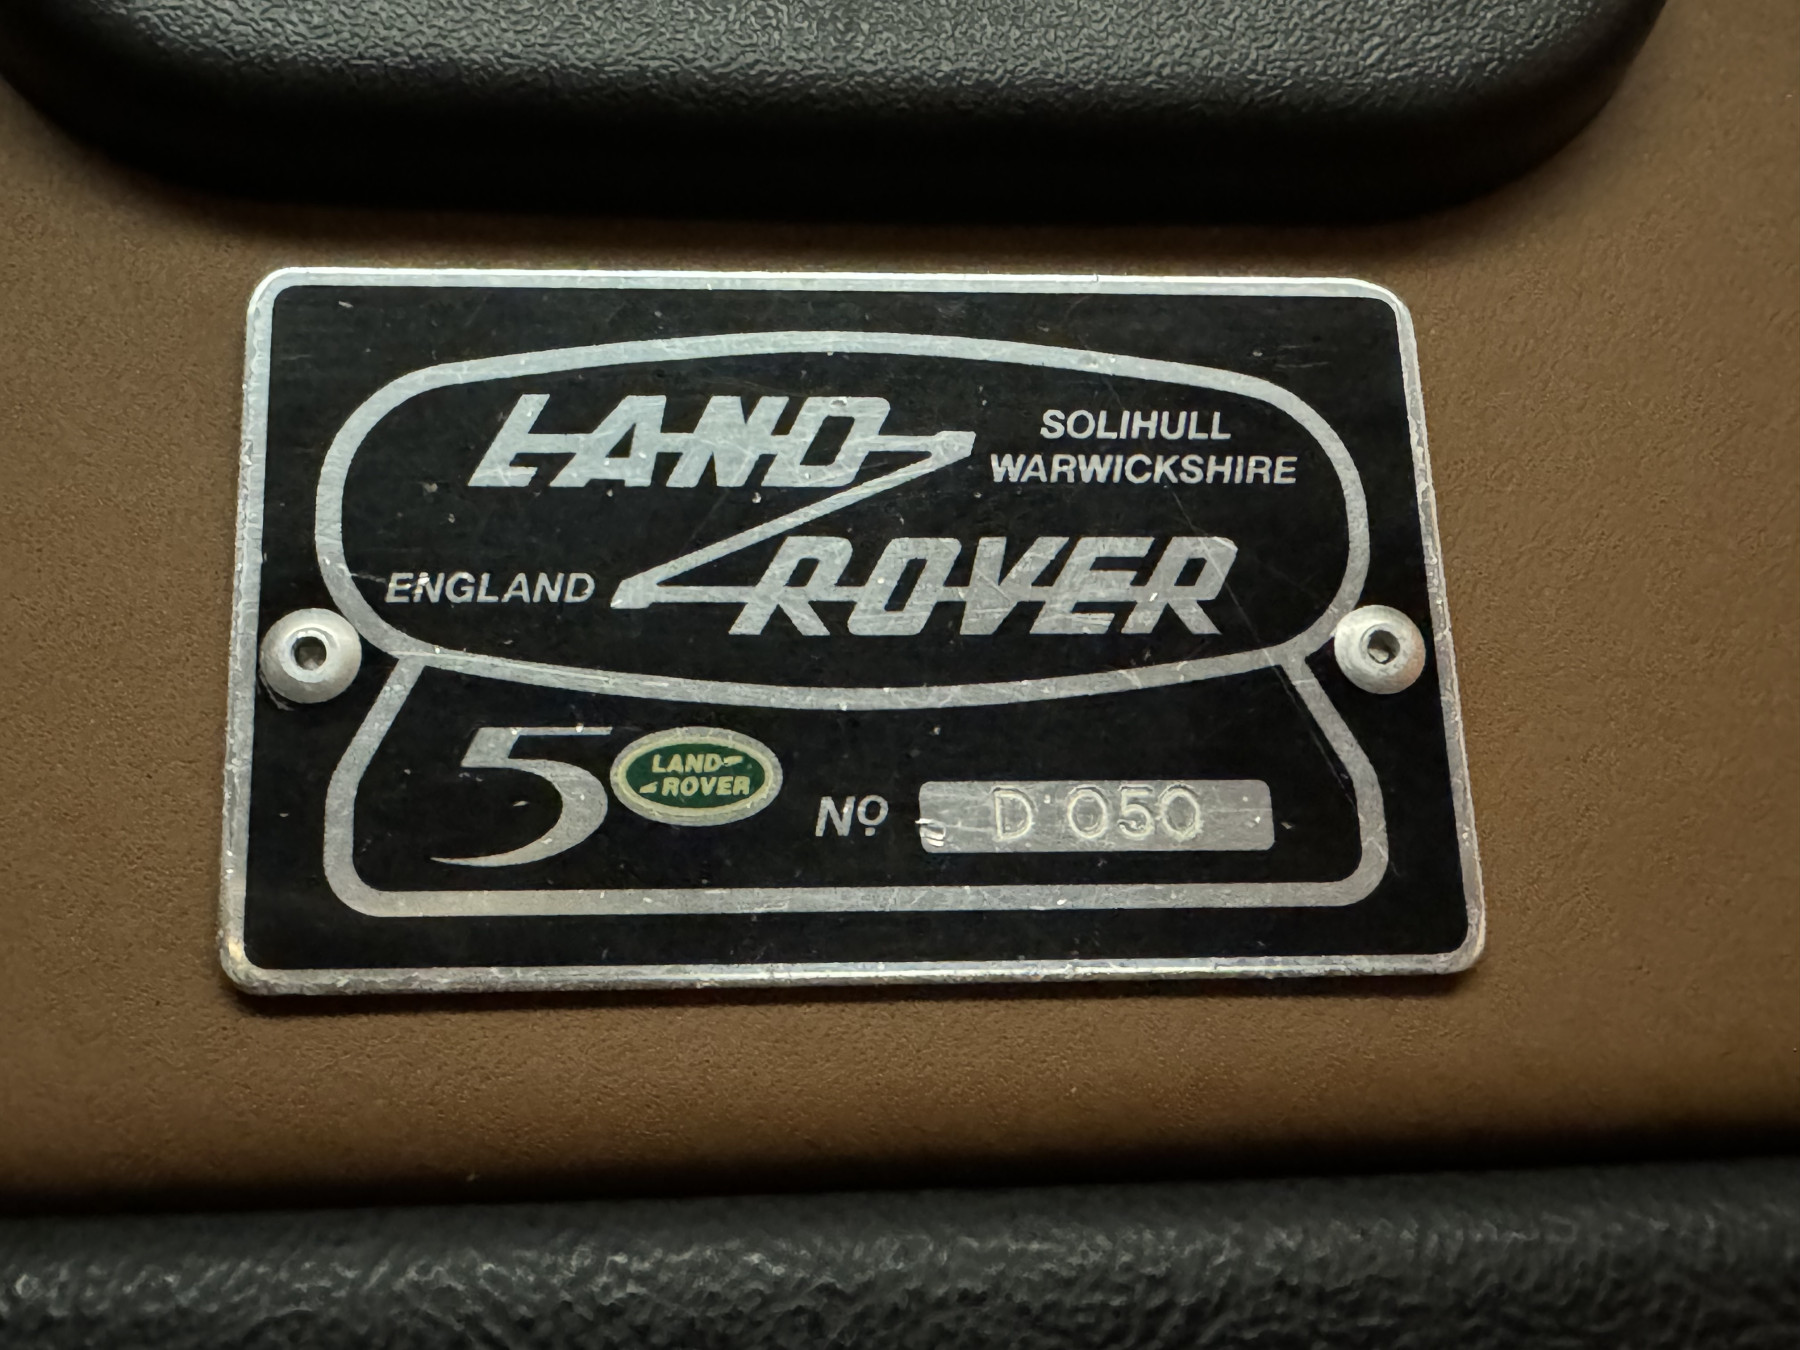 LAND
SOLIHULL
WARWICKSHIRE
ENGLAND
ROVER
5
LAND
ROVER
Nº
D 050